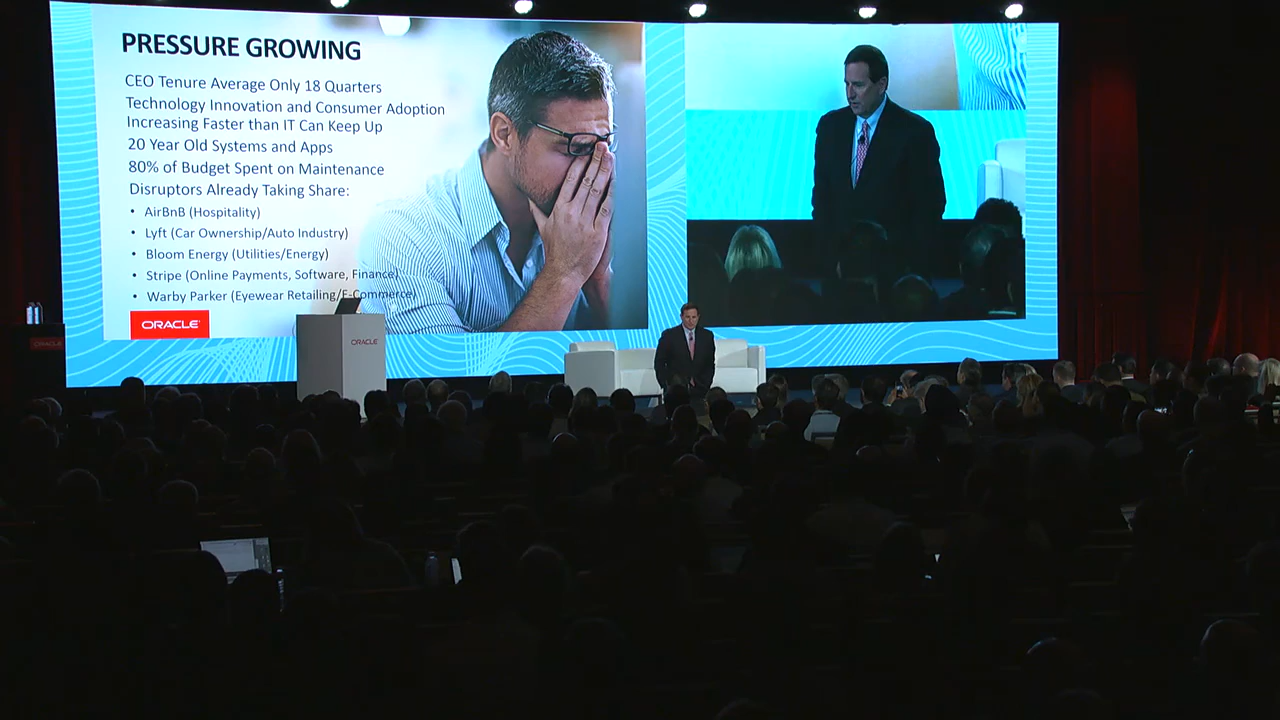 PRESSURE GROWING
CEO Tenure Average Only 18 Quarters
Technology Innovation and Consumer Adoption
Increasing Faster than IT Can Keep Up
20 Year Old Systems and Apps
80% of Budget Spent on Maintenance
Disruptors Already Taking Share:
• AirBnB (Hospitality)
• Lyft (Car Ownership/Auto Industry)
• Bloom Energy (Utilities/Energy)
• Stripe (Online Payments, Software, Finance)
• Warby Parker (Eyewear Retailing/E-Commerce)
ORACLE
ORACLE
ORACLE